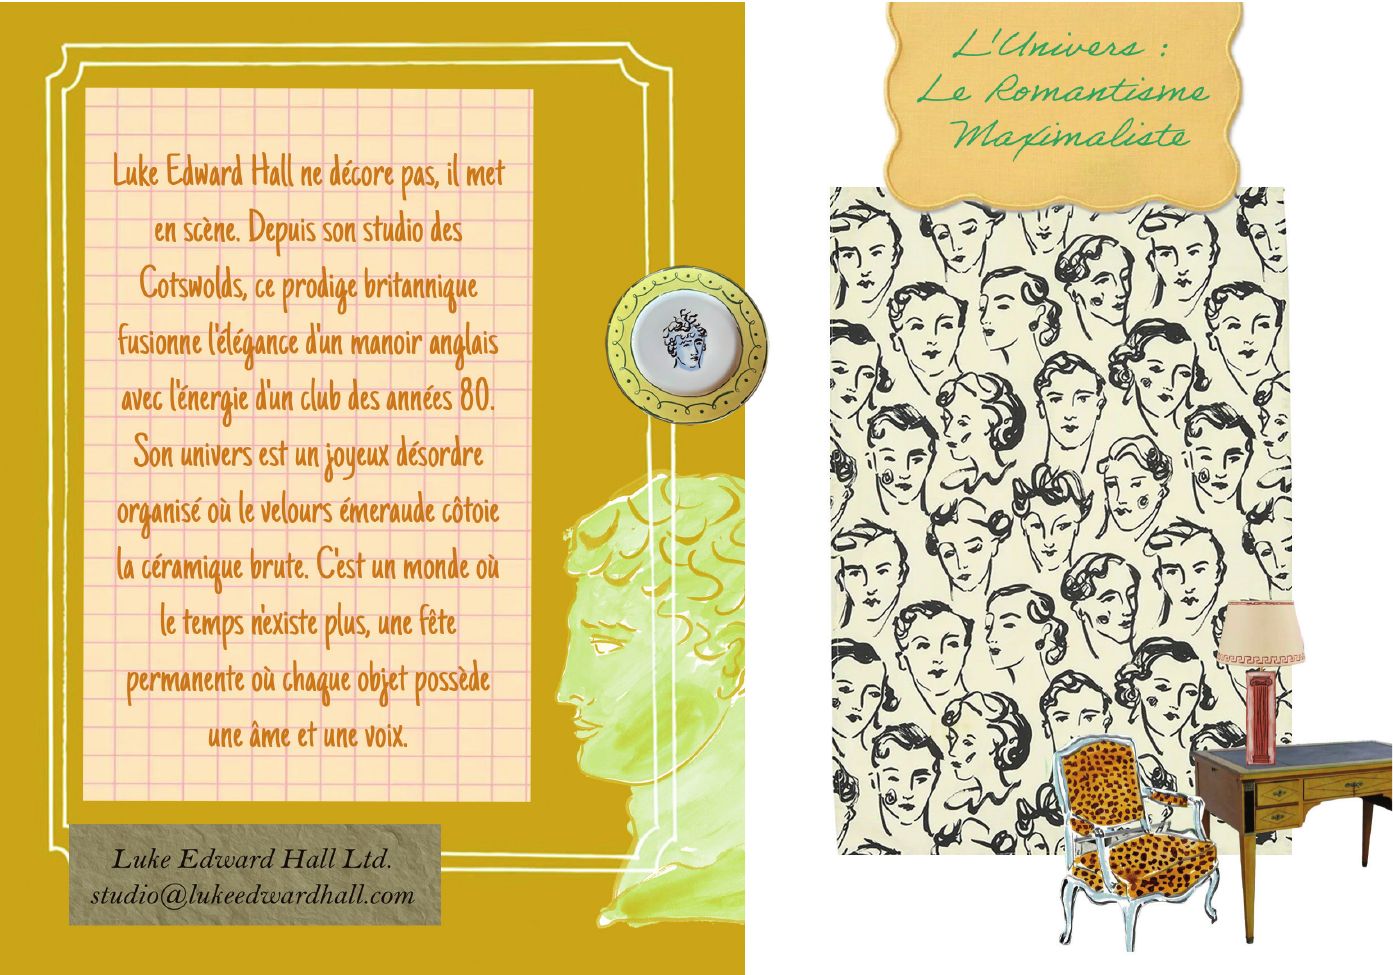 Luke Edward Hall ne décore pas, il met
en scène. Depuis son studio des
Cotswolds, ce prodige britannique
fusionne l'élégance d'un manoir anglais
avec l'énergie d'un club des années 80.
Son univers est un joyeux désordre
organisé où le velours émeraude côtoie
la céramique brute. C'est un monde où
le temps n'existe plus, une fête
permanente où chaque objet possède
une âme et une voix.
Luke Edward Hall Ltd.
studio@lukeedwardhall.com
L'Univers :
Le Romantisme
Maximaliste